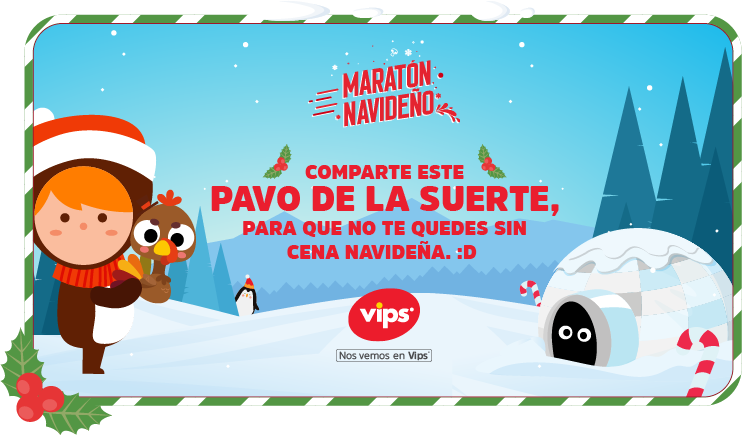 MARATÓN
NAVIDEÑO
COMPARTE ESTE
PAVO DE LA SUERTE,
PARA QUE NO TE QUEDES SIN
CENA NAVIDEÑA. :D
vips
Nos vemos en Vips